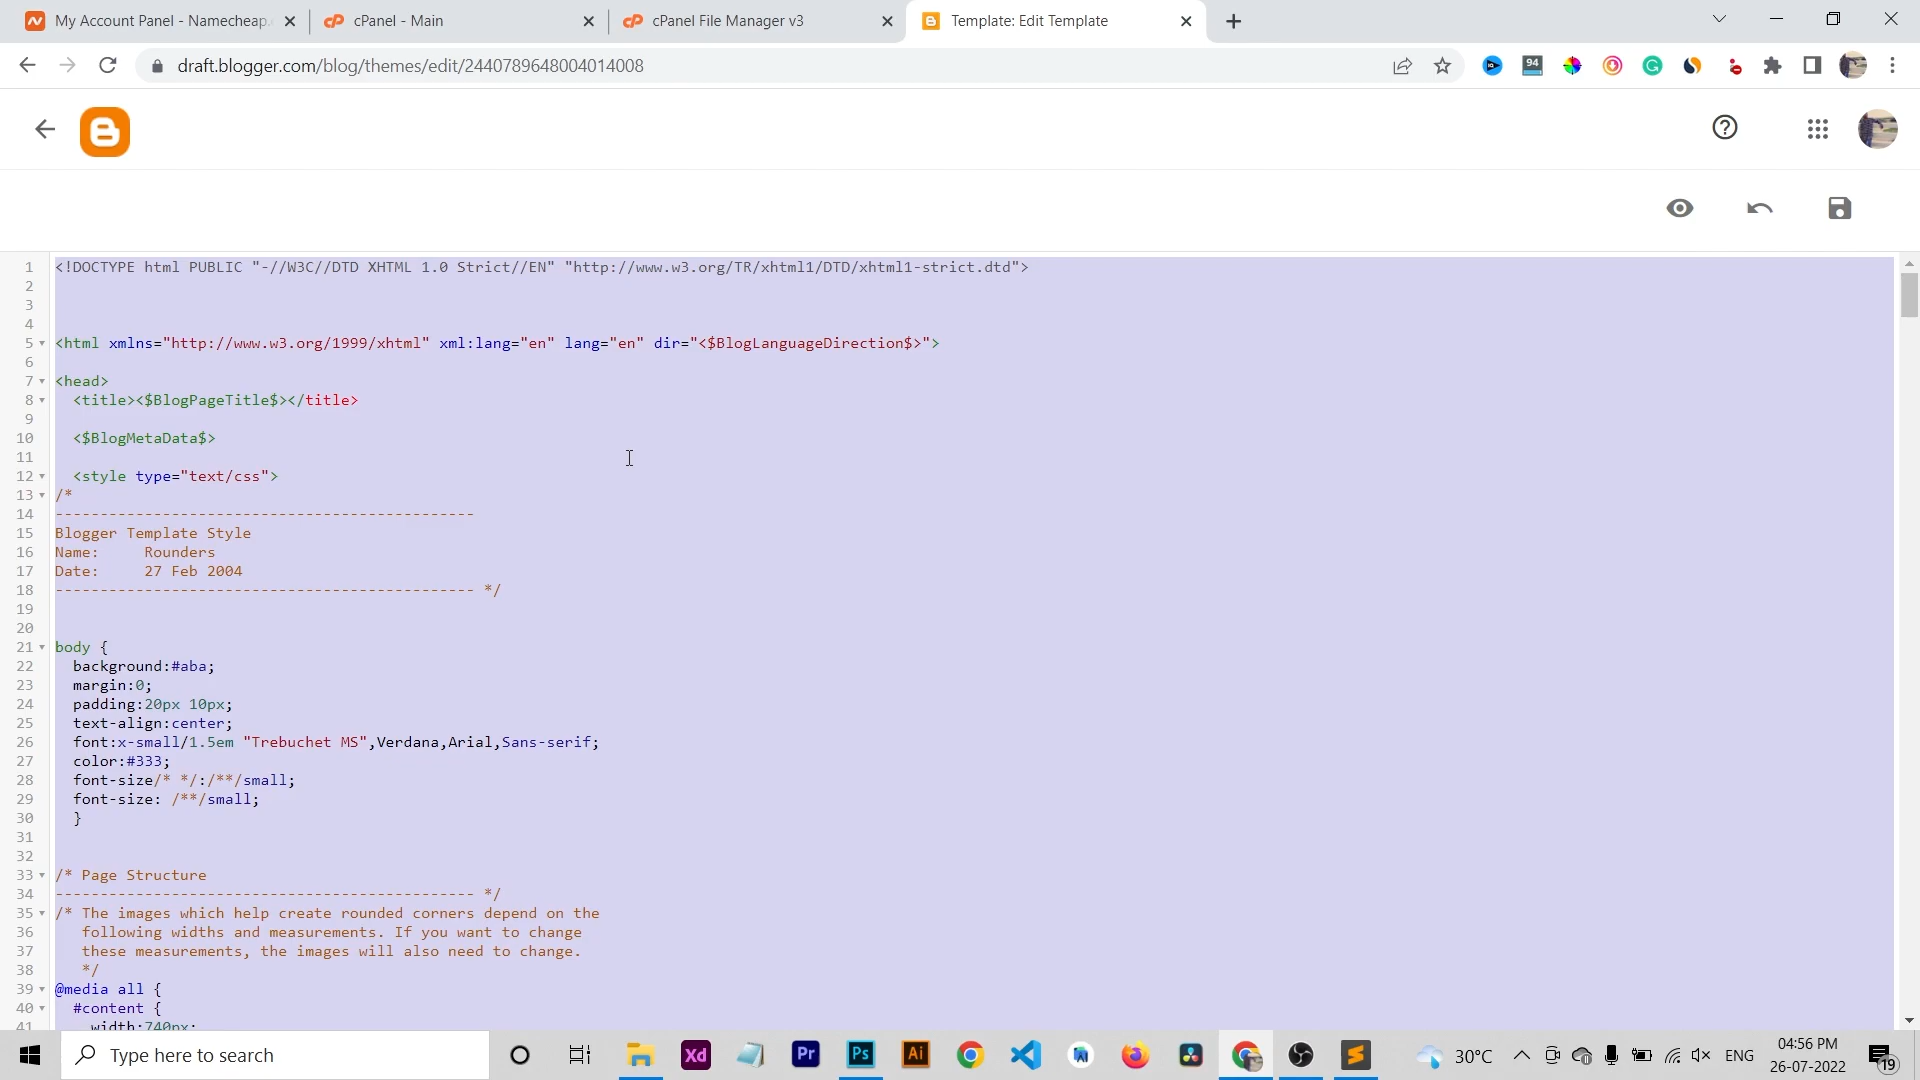 My Account Panel - Namecheap.
cPanel - Main
cPanel File Manager v3
Template: Edit Template
draft.blogger.com/blog/themes/edit/2440789648004014008
94
1 <!DOCTYPE html PUBLIC "-//W3C//DTD XHTML 1.0 Strict//EN" "http://www.w3.org/TR/xhtml1/DTD/xhtml1-strict.dtd">
2
3
4
5 <html xmlns="http://www.w3.org/1999/xhtml" xml:lang="en" lang="en" dir="<$BlogLanguageDirection$>">
6
7 <head>
8 <title><$BlogPageTitle$></title>
9
10 <$BlogMetaData$>
11
12 <style type="text/css">
13 /*
14 -----------------------------------------------
15 Blogger Template Style
16 Name: Rounders
17 Date: 27 Feb 2004
18 ----------------------------------------------- */
19
20
21 body {
22 background:#aba;
23 margin:0;
24 padding:20px 10px;
25 text-align:center;
26 font:x-small/1.5em "Trebuchet MS",Verdana,Arial,Sans-serif;
27 color:#333;
28 font-size/* */:/**/small;
29 font-size: /**/small;
30 }
31
32
33 /* Page Structure
34 ----------------------------------------------- */
35 /* The images which help create rounded corners depend on the
36 following widths and measurements. If you want to change
37 these measurements, the images will also need to change.
38 */
39 @media all {
40 #content {
41 width:740px;
Type here to search
Xd
Pr
Ps
Ai
30°C
ENG
04:56 PM
26-07-2022
19